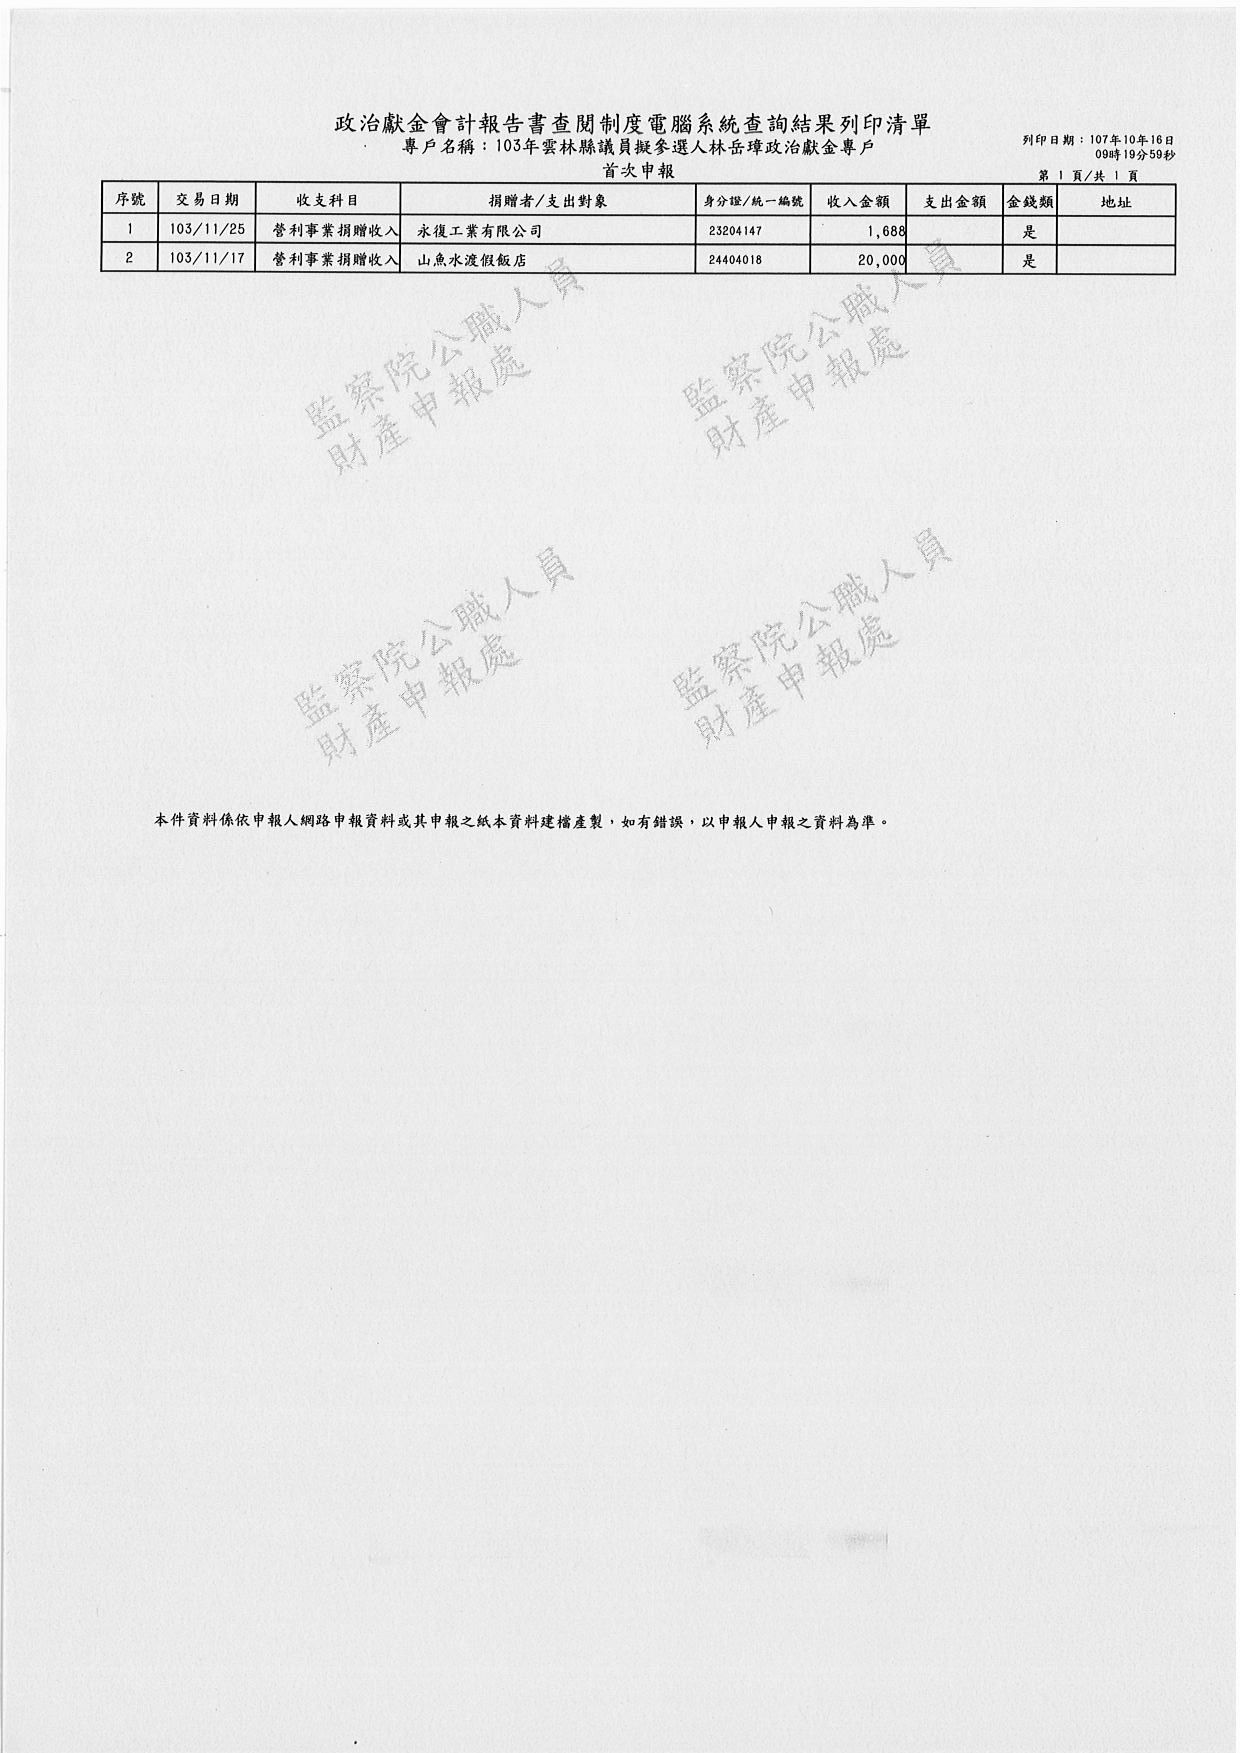 政治獻金會計報告書查閱制度電腦系統查詢結果列印清單
專戶名稱：103年雲林縣議員擬參選人林岳璋政治獻金專戶
列印日期：107年10年16日
09時19分59秒
首次申報
第 1 頁/共 1 頁
序號 交易日期 收支科目 捐贈者/支出對象 身分證/統一編號 收入金額 支出金額 金錢類 地址
1 103/11/25 營利事業捐贈收入 永復工業有限公司 23204147 1,688 是
2 103/11/17 營利事業捐贈收入 山魚水渡假飯店 24404018 20,000 是
監察院公職人員
財產申報處
監察院公職人員
財產申報處
監察院公職人員
財產申報處
監察院公職人員
財產申報處
本件資料係依申報人網路申報資料或其申報之紙本資料建檔產製，如有錯誤，以申報人申報之資料為準。